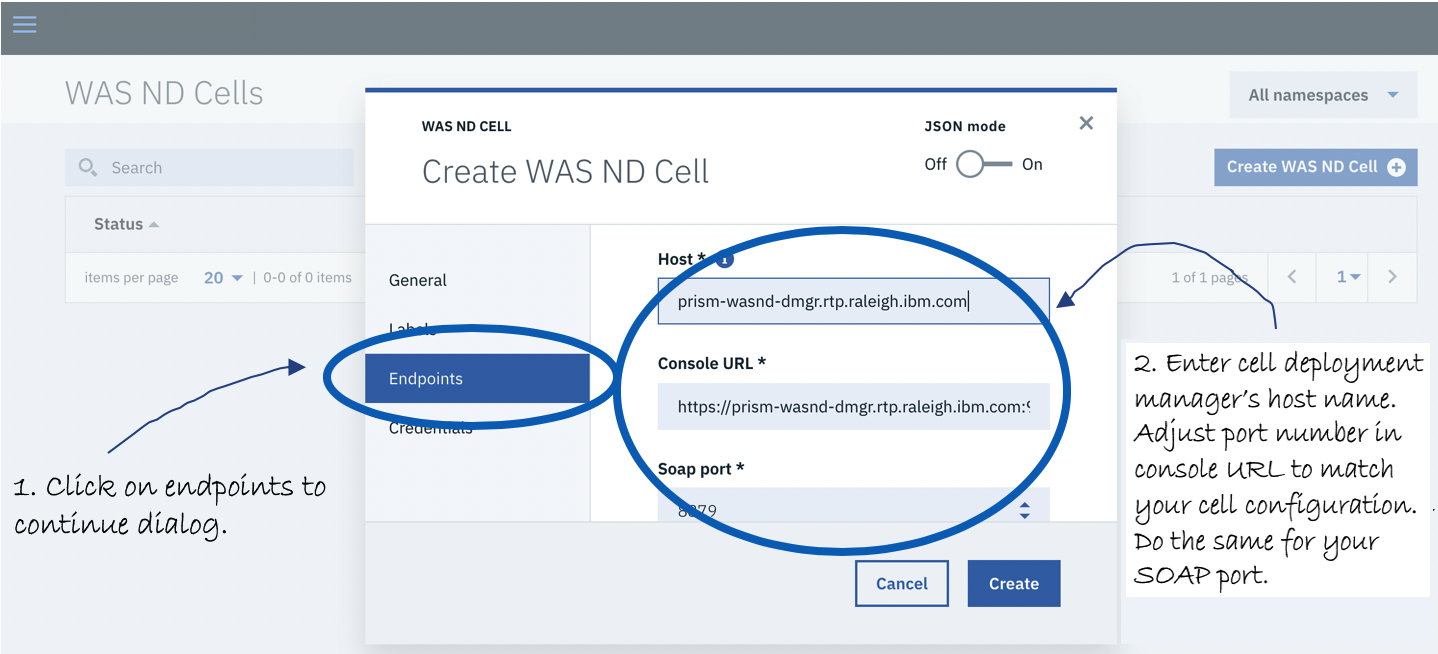 WAS ND Cells
All namespaces
Search
Create WAS ND Cell
Status
items per page 20 | 0-0 of 0 items
1 of 1 pages
1
WAS ND CELL
Create WAS ND Cell
JSON mode
Off On
General
Labels
Endpoints
Credentials
Host *
prism-wasnd-dmgr.rtp.raleigh.ibm.com
Console URL *
https://prism-wasnd-dmgr.rtp.raleigh.ibm.com:9
Soap port *
8879
Cancel
Create
1. Click on endpoints to
continue dialog.
2. Enter cell deployment
manager's host name.
Adjust port number in
console URL to match
your cell configuration.
Do the same for your
SOAP port.